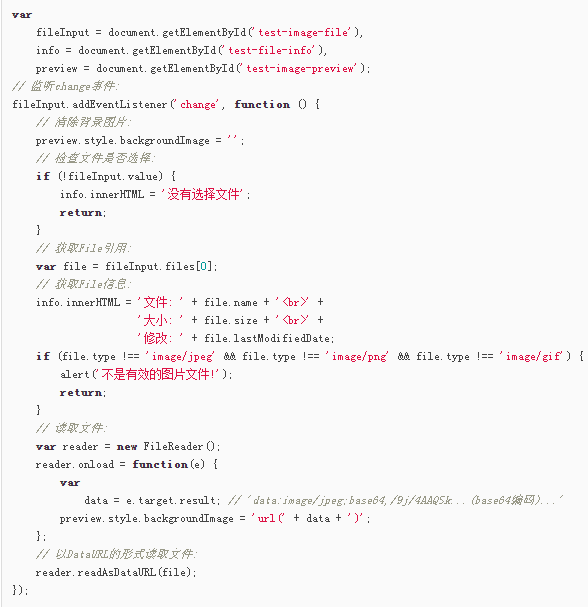 var
    fileInput = document.getElementById('test-image-file'),
    info = document.getElementById('test-file-info'),
    preview = document.getElementById('test-image-preview');
// 监听change事件:
fileInput.addEventListener('change', function () {
    // 清除背景图片:
    preview.style.backgroundImage = '';
    // 检查文件是否选择:
    if (!fileInput.value) {
        info.innerHTML = '没有选择文件';
        return;
    }
    // 获取File引用:
    var file = fileInput.files[0];
    // 获取File信息:
    info.innerHTML = '文件: ' + file.name + '<br>' +
                     '大小: ' + file.size + '<br>' +
                     '修改: ' + file.lastModifiedDate;
    if (file.type !== 'image/jpeg' && file.type !== 'image/png' && file.type !== 'image/gif') {
        alert('不是有效的图片文件!');
        return;
    }
    // 读取文件:
    var reader = new FileReader();
    reader.onload = function(e) {
        var
            data = e.target.result; // 'data:image/jpeg;base64,/9j/4AAQSk...(base64编码)...'
        preview.style.backgroundImage = 'url(' + data + ')';
    };
    // 以DataURL的形式读取文件:
    reader.readAsDataURL(file);
});